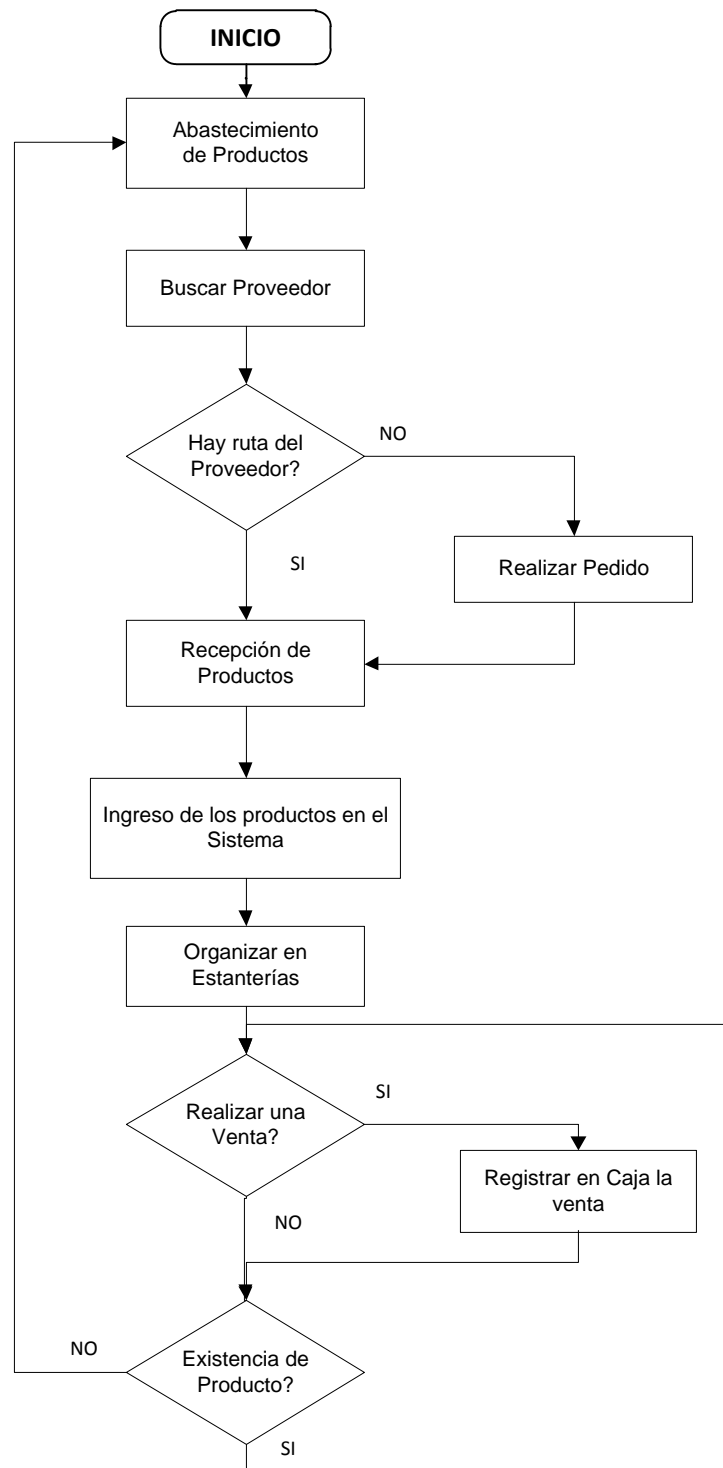 INICIO
Abastecimiento
de Productos
Buscar Proveedor
Hay ruta del
Proveedor?
NO
SI
Realizar Pedido
Recepción de
Productos
Ingreso de los productos en el
Sistema
Organizar en
Estanterías
Realizar una
Venta?
SI
Registrar en Caja la
venta
NO
NO
Existencia de
Producto?
SI